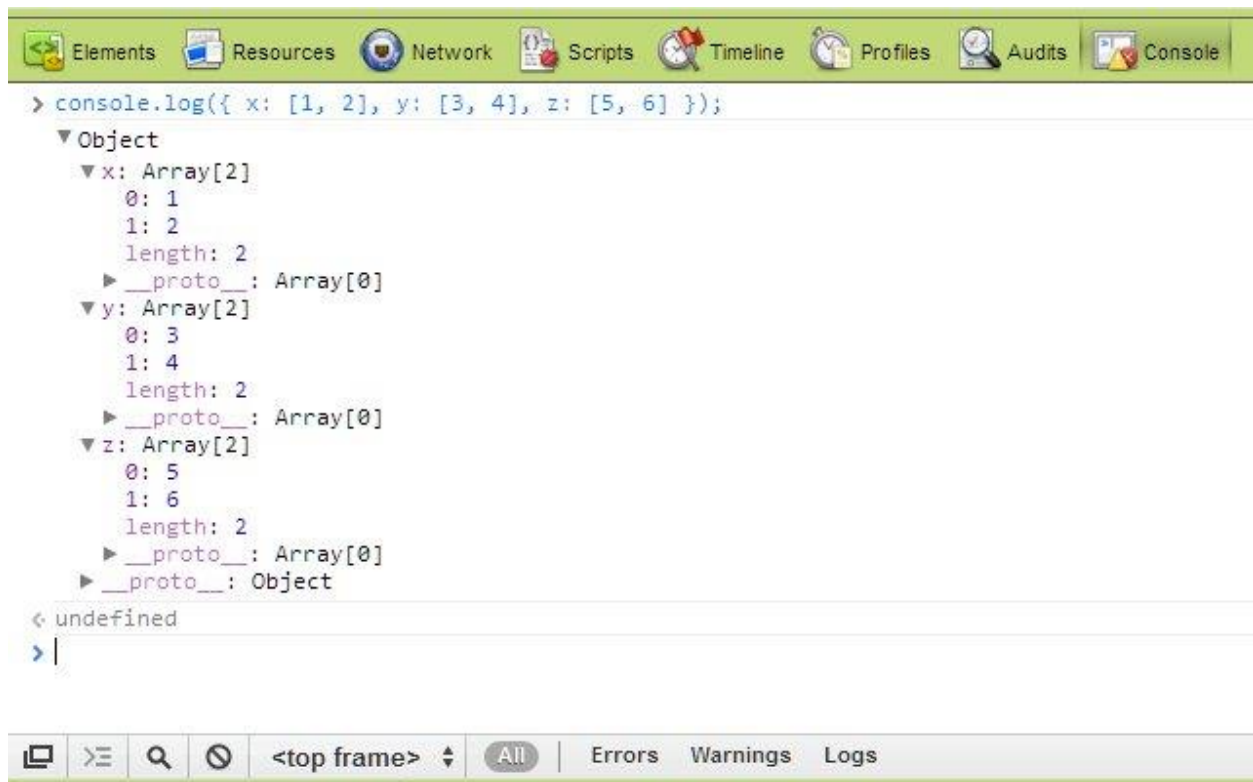 Elements Resources Network Scripts Timeline Profiles Audits Console
> console.log({ x: [1, 2], y: [3, 4], z: [5, 6] });
▼ Object
▼ x: Array[2]
0: 1
1: 2
length: 2
▶ __proto__: Array[0]
▼ y: Array[2]
0: 3
1: 4
length: 2
▶ __proto__: Array[0]
▼ z: Array[2]
0: 5
1: 6
length: 2
▶ __proto__: Array[0]
▶ __proto__: Object
undefined
>
<top frame> All Errors Warnings Logs